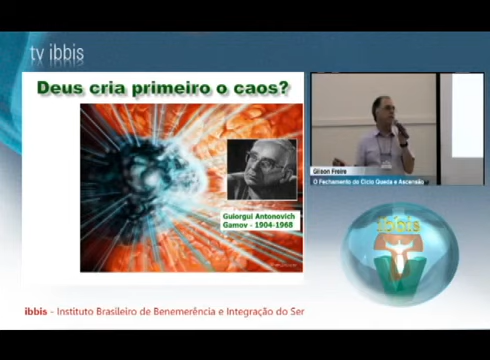 tv ibbis
Deus cria primeiro o caos?
Guiorgui Antonovich
Gamov - 1904-1968
Gilson Freire
O Fechamento do Ciclo Queda e Ascensão
ibbis
ibbis - Instituto Brasileiro de Benemerência e Integração do Ser